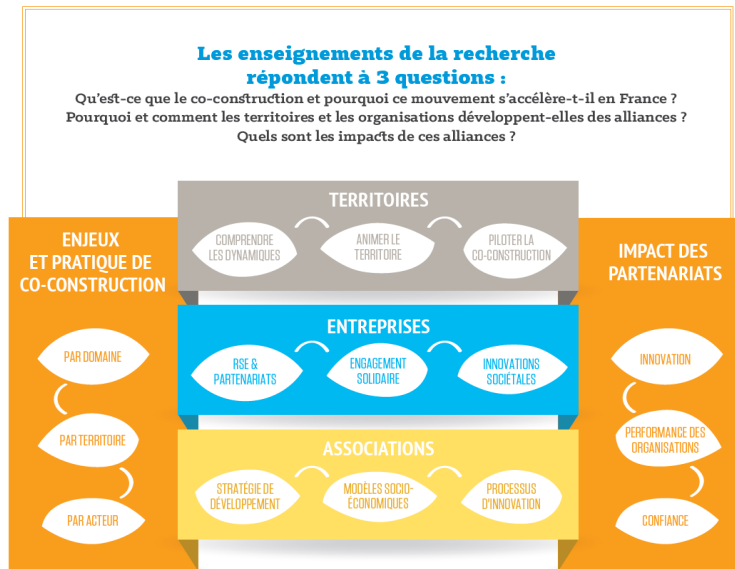 Les enseignements de la recherche
répondent à 3 questions :
Qu'est-ce que le co-construction et pourquoi ce mouvement s'accélère-t-il en France ?
Pourquoi et comment les territoires et les organisations développent-elles des alliances ?
Quels sont les impacts de ces alliances ?
ENJEUX
ET PRATIQUE DE
CO-CONSTRUCTION
PAR DOMAINE
PAR TERRITOIRE
PAR ACTEUR
TERRITOIRES
COMPRENDRE
LES DYNAMIQUES
ANIMER LE
TERRITOIRE
PILOTER LA
CO-CONSTRUCTION
ENTREPRISES
RSE &
PARTENARIATS
ENGAGEMENT
SOLIDAIRE
INNOVATIONS
SOCIÉTALES
ASSOCIATIONS
STRATÉGIE DE
DÉVELOPPEMENT
MODÈLES SOCIO-
ÉCONOMIQUES
PROCESSUS
D'INNOVATION
IMPACT DES
PARTENARIATS
INNOVATION
PERFORMANCE DES
ORGANISATIONS
CONFIANCE